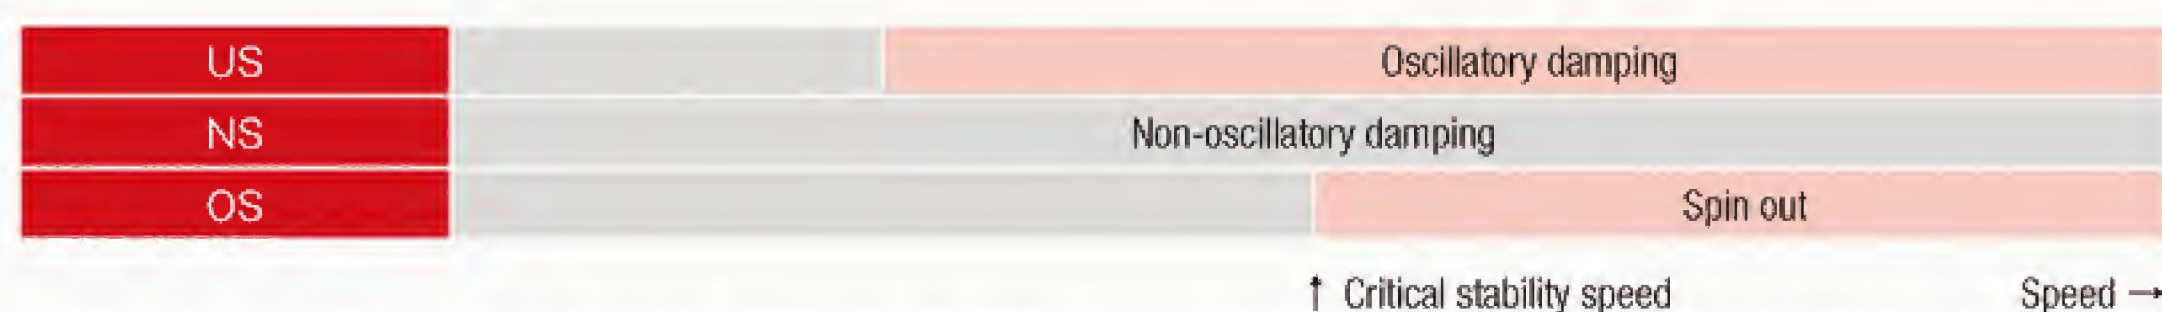 US Oscillatory damping
NS Non-oscillatory damping
OS Spin out
↑ Critical stability speed Speed →